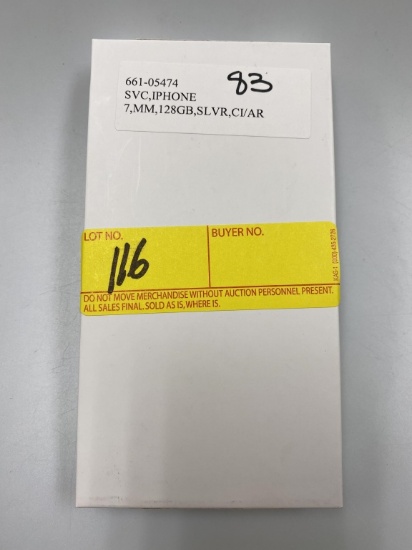 661-05474 83
SVC,IPHONE
7,MM,128GB,SLVR,CI/AR
LOT NO. BUYER NO.
116
DO NOT MOVE MERCHANDISE WITHOUT AUCTION PERSONNEL PRESENT.
ALL SALES FINAL. SOLD AS IS, WHERE IS.